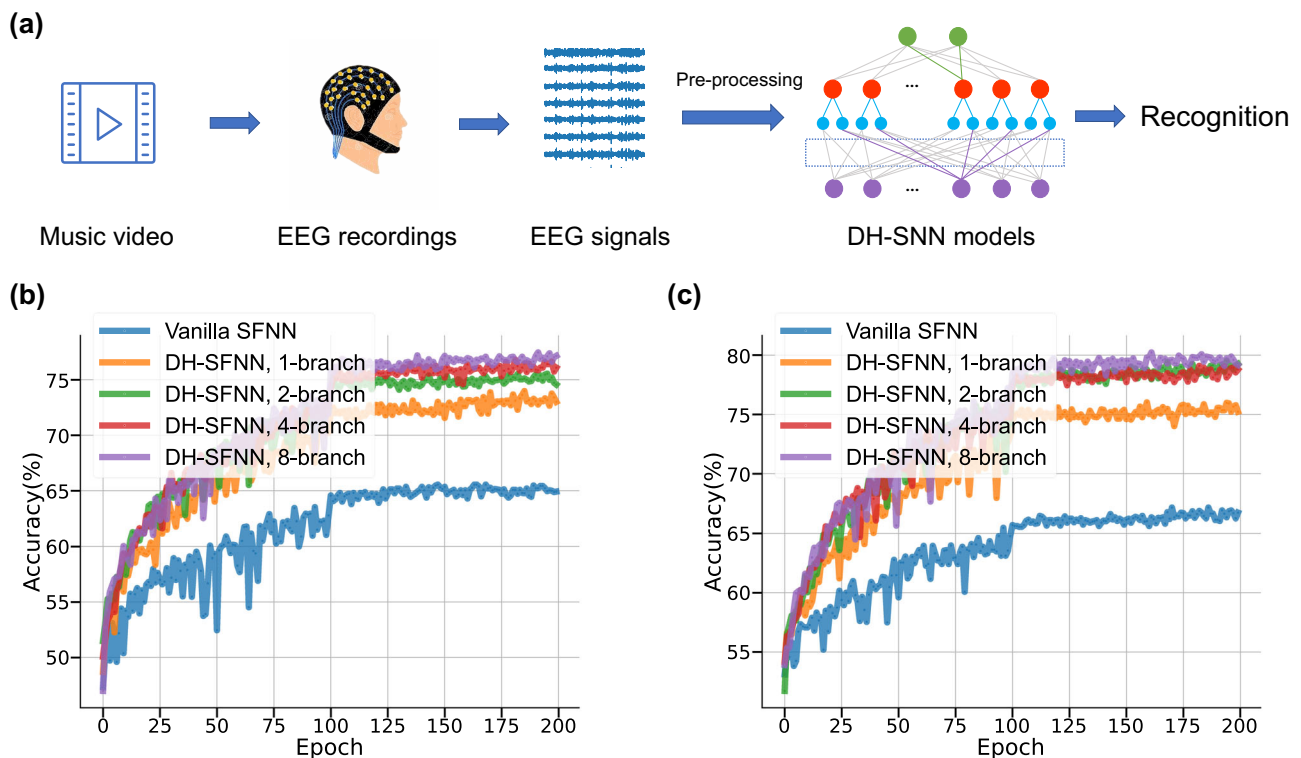 (a)
Pre-processing
...
Recognition
...
Music video
EEG recordings
EEG signals
DH-SNN models
(b)
Vanilla SFNN
DH-SFNN, 1-branch
DH-SFNN, 2-branch
DH-SFNN, 4-branch
DH-SFNN, 8-branch
Accuracy(%)
75
70
65
60
55
50
0 25 50 75 100 125 150 175 200
Epoch
(c)
Vanilla SFNN
DH-SFNN, 1-branch
DH-SFNN, 2-branch
DH-SFNN, 4-branch
DH-SFNN, 8-branch
Accuracy(%)
80
75
70
65
60
55
0 25 50 75 100 125 150 175 200
Epoch